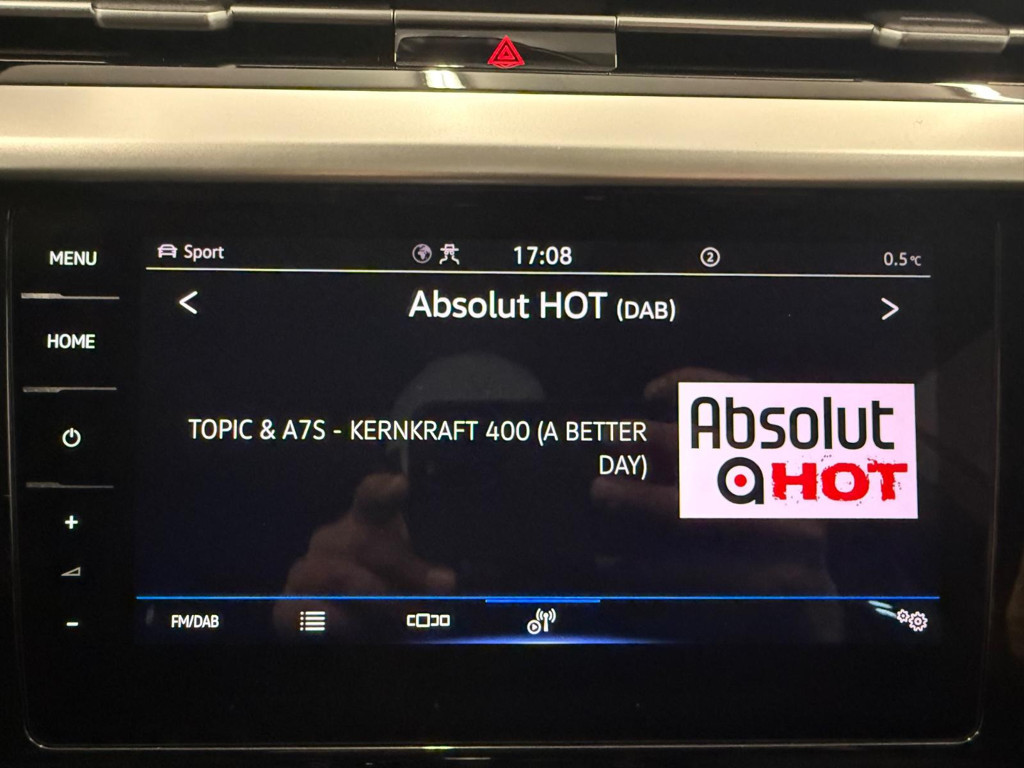 MENU
HOME
+
-
Sport
17:08
2
0.5°C
< Absolut HOT (DAB) >
TOPIC & A7S - KERNKRAFT 400 (A BETTER
DAY)
Absolut
a HOT
FM/DAB